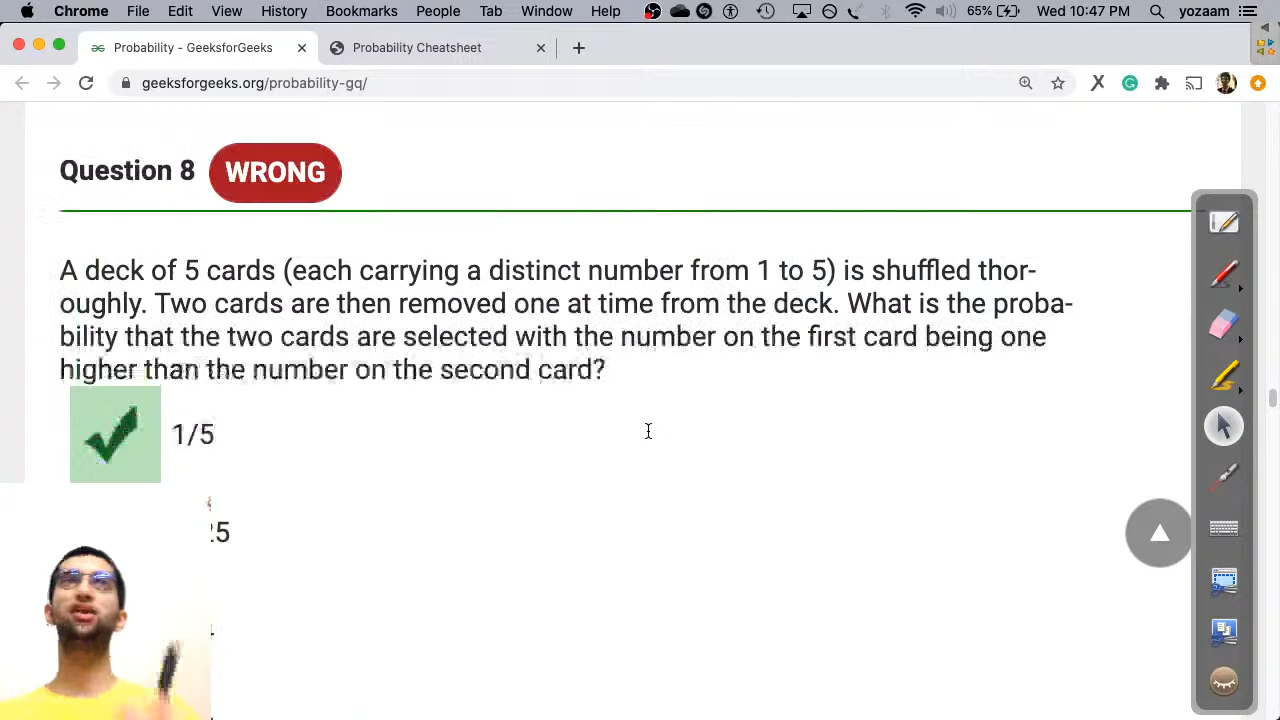 Chrome File Edit View History Bookmarks People Tab Window Help 65% Wed 10:47 PM yozaam
Probability - GeeksforGeeks Probability Cheatsheet
geeksforgeeks.org/probability-gq/
Question 8 WRONG
A deck of 5 cards (each carrying a distinct number from 1 to 5) is shuffled thor-
oughly. Two cards are then removed one at time from the deck. What is the proba-
bility that the two cards are selected with the number on the first card being one
higher than the number on the second card?
1/5
25